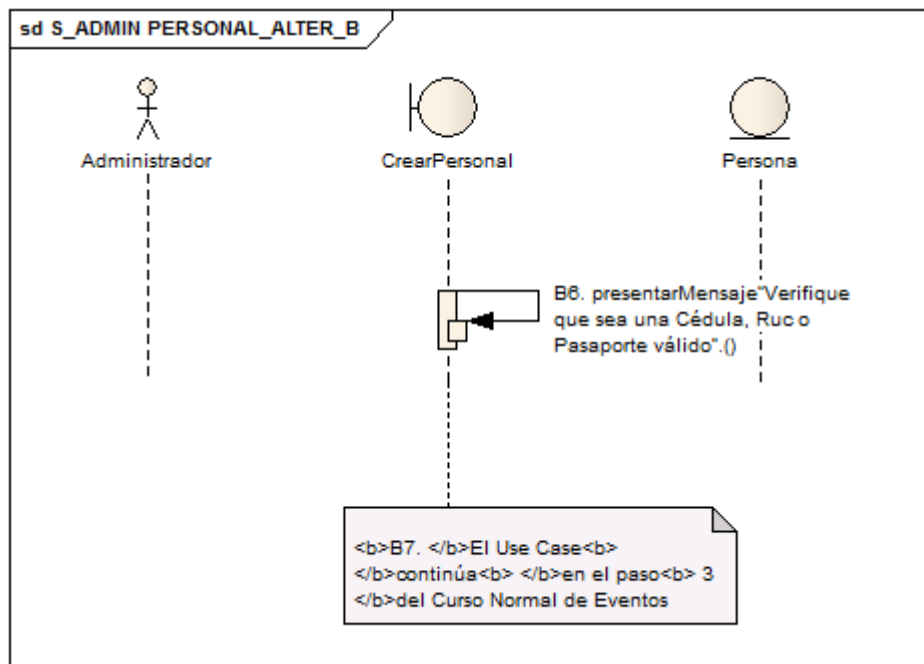 sd S_ADMIN PERSONAL_ALTER_B
Administrador
CrearPersonal
Persona
B6. presentarMensaje"Verifique
que sea una Cédula, Ruc o
Pasaporte válido".()
<b>B7. </b>El Use Case<b>
</b>continúa<b> </b>en el paso<b> 3
</b>del Curso Normal de Eventos